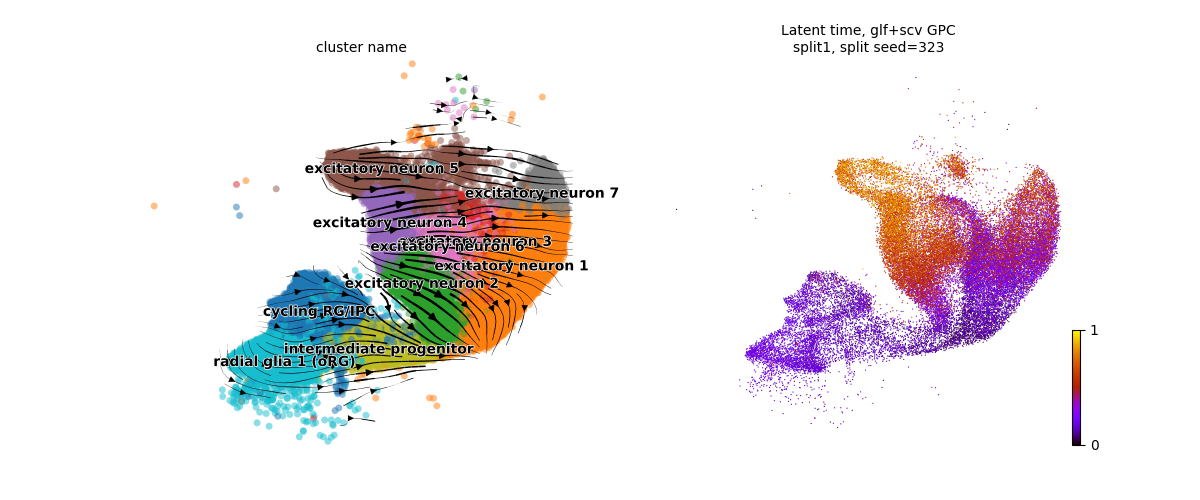 cluster name
Latent time, glf+scv GPC
split1, split seed=323
excitatory neuron 5
excitatory neuron 7
excitatory neuron 4
excitatory neuron 3
excitatory neuron 6
excitatory neuron 1
excitatory neuron 2
cycling RG/IPC
intermediate progenitor
radial glia 1 (oRG)
1
0